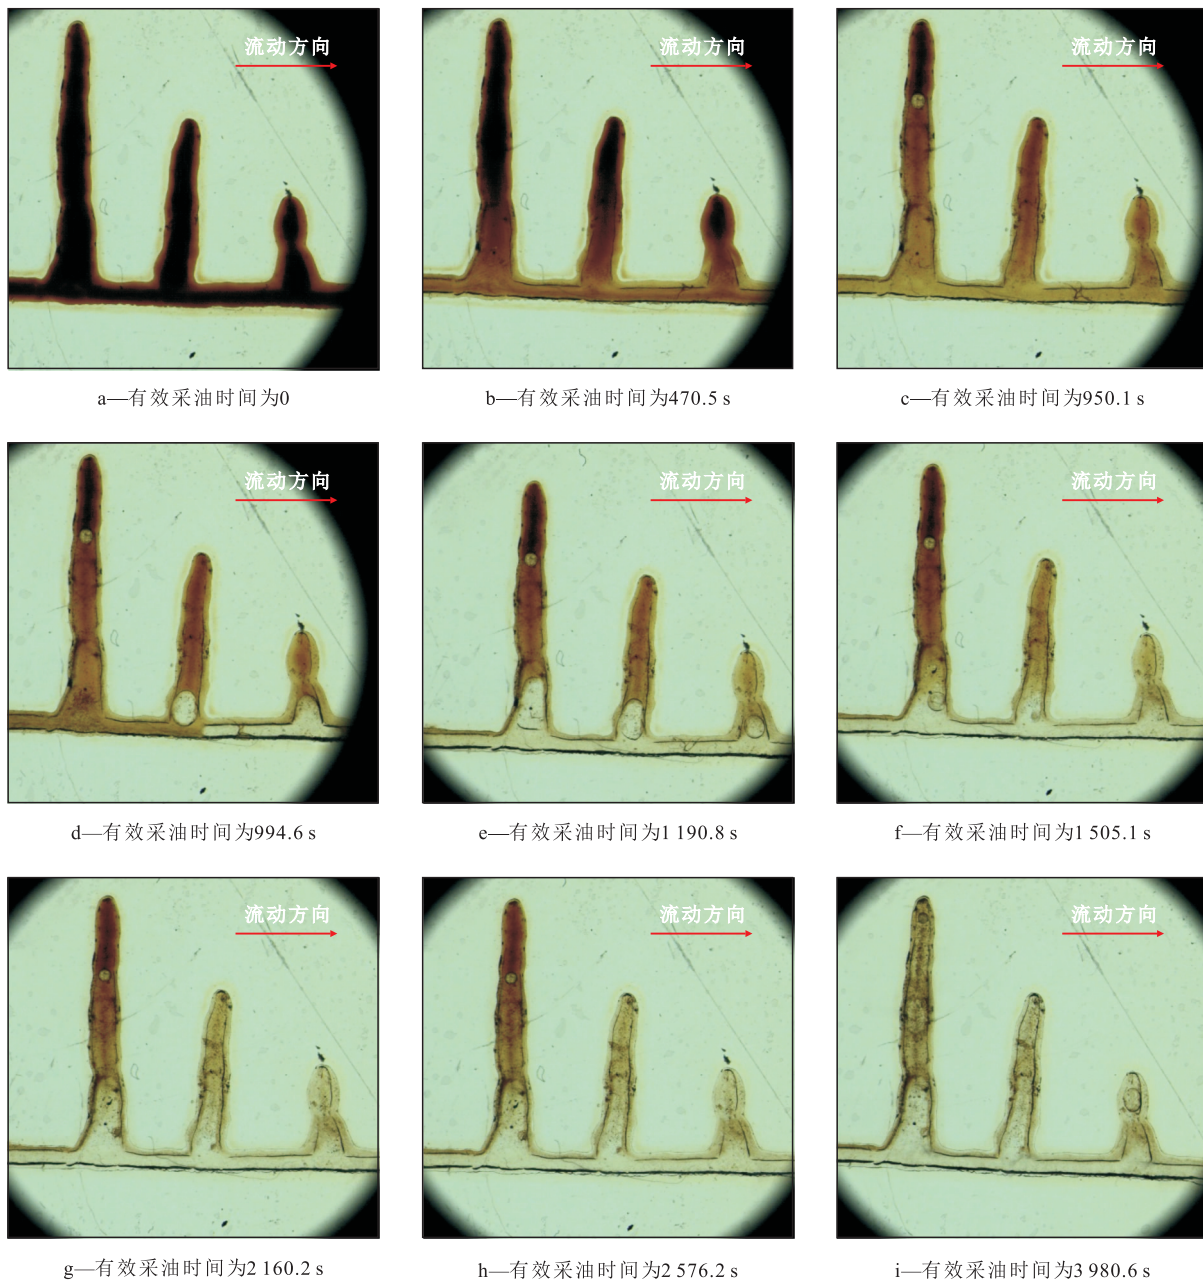 流动方向
流动方向
流动方向
a—有效采油时间为0
b—有效采油时间为470.5 s
c—有效采油时间为950.1 s
流动方向
流动方向
流动方向
d—有效采油时间为994.6 s
e—有效采油时间为1 190.8 s
f—有效采油时间为1 505.1 s
流动方向
流动方向
流动方向
g—有效采油时间为2 160.2 s
h—有效采油时间为2 576.2 s
i—有效采油时间为3 980.6 s